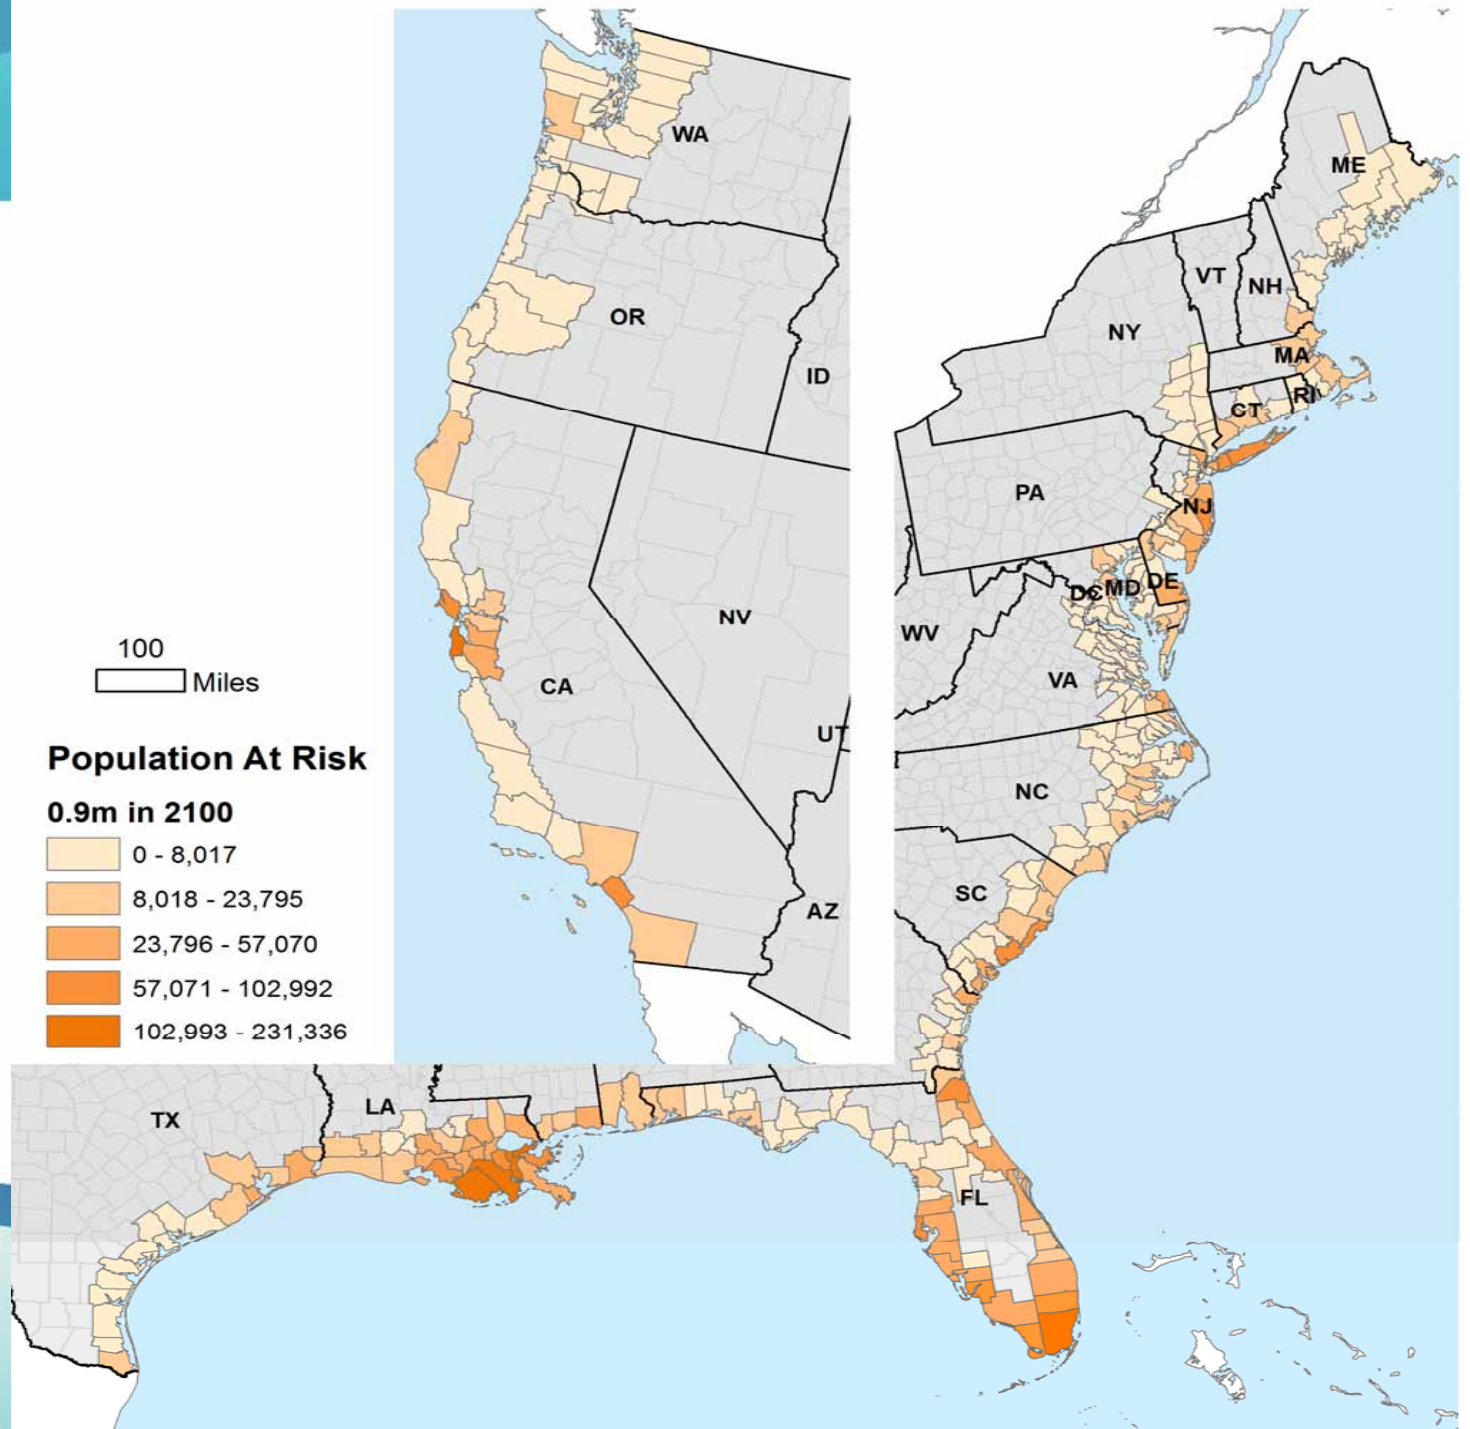 WA
ME
VT
NH
OR
NY
ID
MA
RI
CT
PA
NJ
DC
MD
DE
NV
WV
100
Miles
CA
VA
UT
Population At Risk
NC
0.9m in 2100
0 - 8,017
8,018 - 23,795
SC
AZ
23,796 - 57,070
57,071 - 102,992
102,993 - 231,336
TX
LA
FL